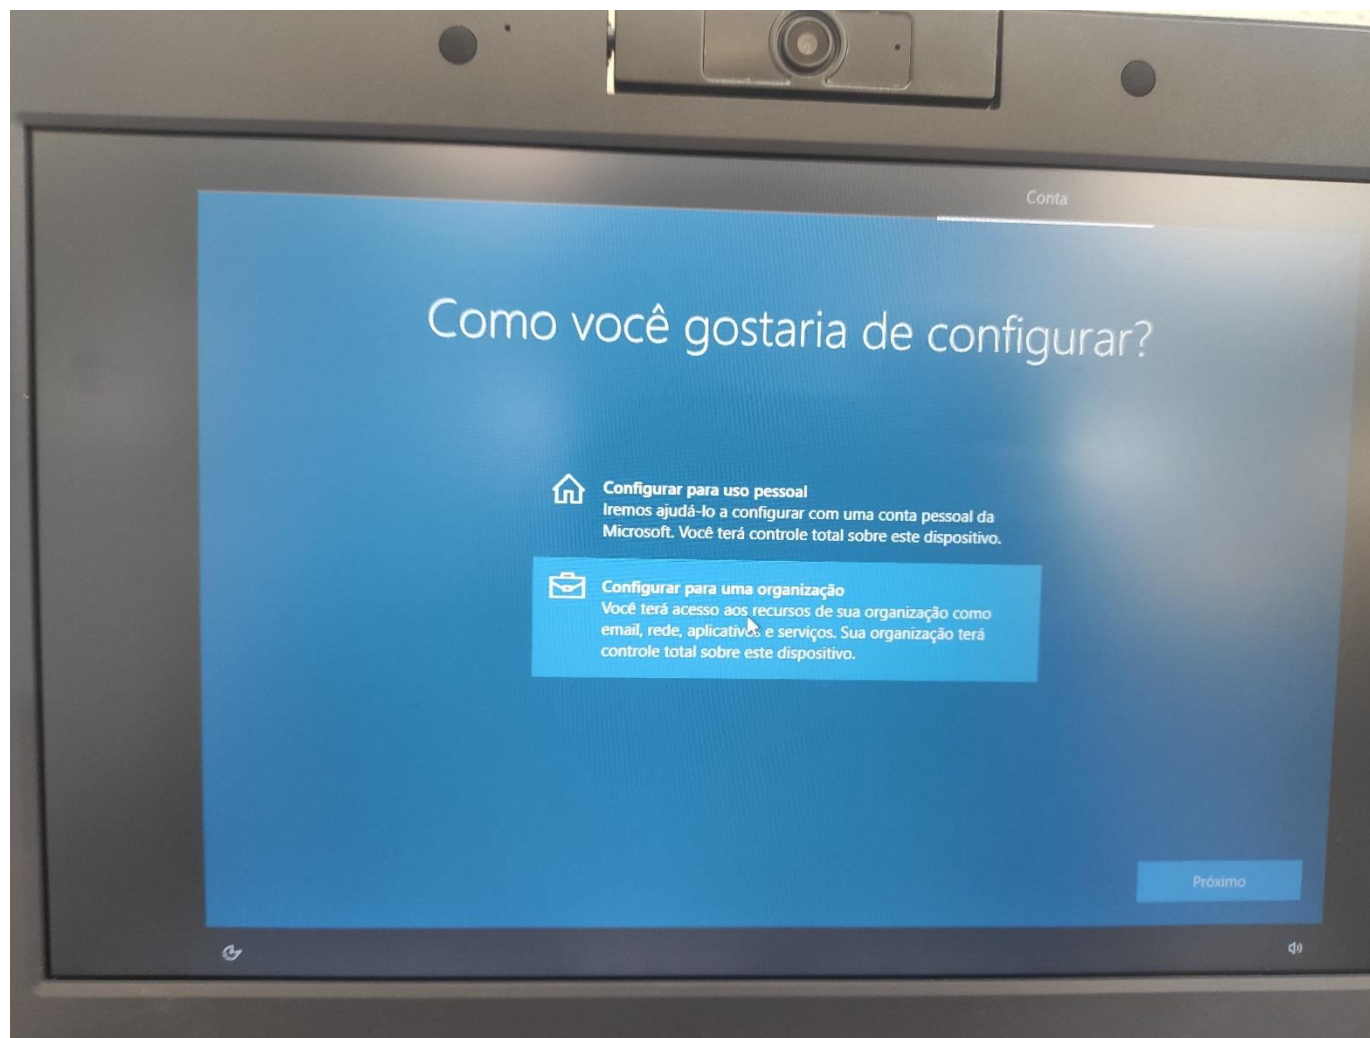 Conta
Como você gostaria de configurar?
Configurar para uso pessoal
Iremos ajudá-lo a configurar com uma conta pessoal da
Microsoft. Você terá controle total sobre este dispositivo.
Configurar para uma organização
Você terá acesso aos recursos de sua organização como
email, rede, aplicativos e serviços. Sua organização terá
controle total sobre este dispositivo.
Próximo